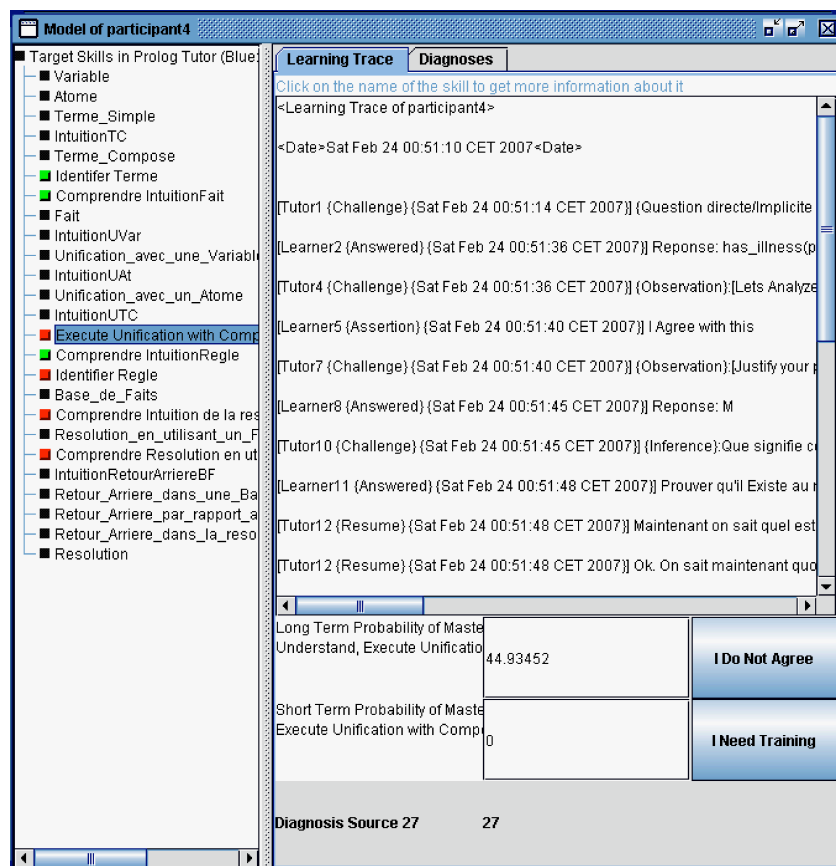 Model of participant4
Target Skills in Prolog Tutor (Blue:
Variable
Atome
Terme_Simple
IntuitionTC
Terme_Compose
Identifer Terme
Comprendre IntuitionFait
Fait
IntuitionUVar
Unification_avec_une_Variabl
IntuitionUAt
Unification_avec_un_Atome
IntuitionUTC
Execute Unification with Comp
Comprendre IntuitionRegle
Identifier Regle
Base_de_Faits
Comprendre Intuition de la res
Resolution_en_utilisant_un_F
Comprendre Resolution en ut
IntuitionRetourArriereBF
Retour_Arriere_dans_une_Ba
Retour_Arriere_par_rapport_a
Retour_Arriere_dans_la_reso
Resolution
Learning Trace
Diagnoses
Click on the name of the skill to get more information about it
<Learning Trace of participant4>
<Date>Sat Feb 24 00:51:10 CET 2007<Date>
[Tutor1 {Challenge} {Sat Feb 24 00:51:14 CET 2007}] {Question directe/Implicite
[Learner2 {Answered} {Sat Feb 24 00:51:36 CET 2007}] Reponse: has_illness(p
[Tutor4 {Challenge} {Sat Feb 24 00:51:36 CET 2007}] {Observation}:[Lets Analyze
[Learner5 {Assertion} {Sat Feb 24 00:51:40 CET 2007}] I Agree with this
[Tutor7 {Challenge} {Sat Feb 24 00:51:40 CET 2007}] {Observation}:[Justify your p
[Learner8 {Answered} {Sat Feb 24 00:51:45 CET 2007}] Reponse: M
[Tutor10 {Challenge} {Sat Feb 24 00:51:45 CET 2007}] {Inference}:Que signifie c
[Learner11 {Answered} {Sat Feb 24 00:51:48 CET 2007}] Prouver qu'il Existe au
[Tutor12 {Resume} {Sat Feb 24 00:51:48 CET 2007}] Maintenant on sait quel est
[Tutor12 {Resume} {Sat Feb 24 00:51:48 CET 2007}] Ok. On sait maintenant quo
Long Term Probability of Maste
Understand, Execute Unificatio
44.93452
I Do Not Agree
Short Term Probability of Maste
Execute Unification with Comp
0
I Need Training
Diagnosis Source 27 27